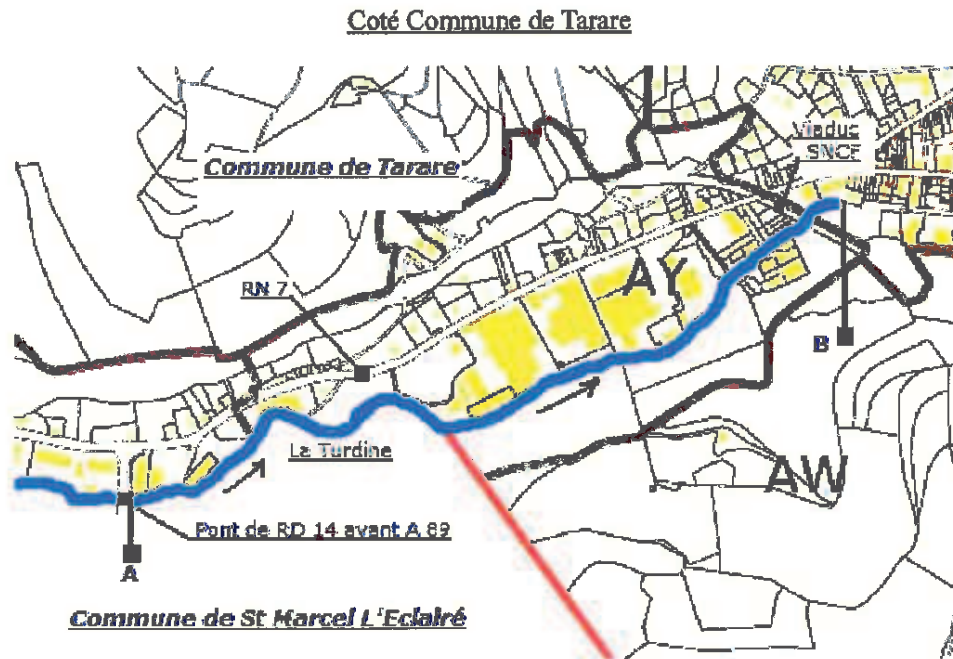 Coté Commune de Tarare
Viaduc
SNCF
Commune de Tarare
AY
RN 7
B
La Turdine
AW
Pont de RD 14 avant A 89
A
Commune de St Marcel L'Eclairé